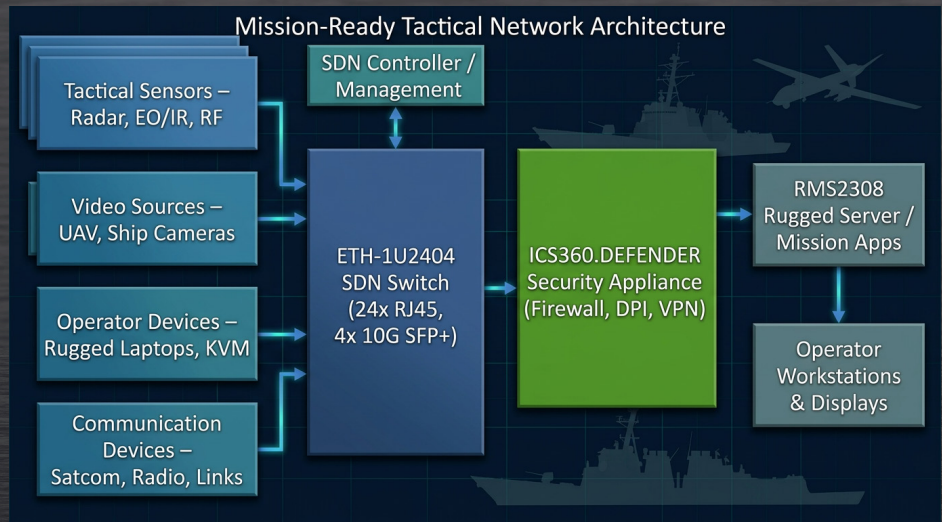 Mission-Ready Tactical Network Architecture
Tactical Sensors –
Radar, EO/IR, RF
Video Sources –
UAV, Ship Cameras
Operator Devices –
Rugged Laptops, KVM
Communication
Devices –
Satcom, Radio, Links
SDN Controller /
Management
ETH-1U2404
SDN Switch
(24x RJ45,
4x 10G SFP+)
ICS360.DEFENDER
Security Appliance
(Firewall, DPI, VPN)
RMS2308
Rugged Server /
Mission Apps
Operator
Workstations
& Displays